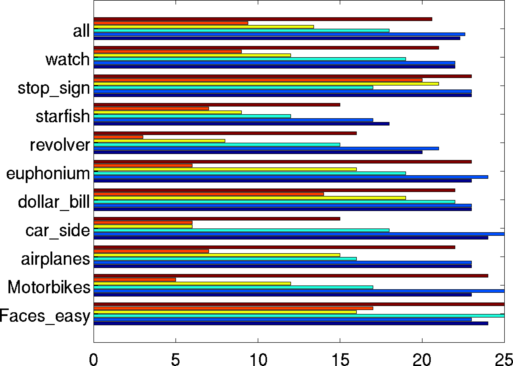 all
watch
stop_sign
starfish
revolver
euphonium
dollar_bill
car_side
airplanes
Motorbikes
Faces_easy
0 5 10 15 20 25